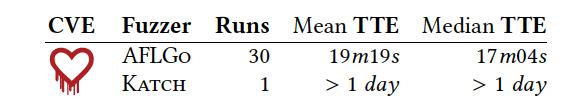 CVE Fuzzer Runs Mean TTE Median TTE
AFLGO 30 19m19s 17m04s
KATCH 1 > 1 day > 1 day